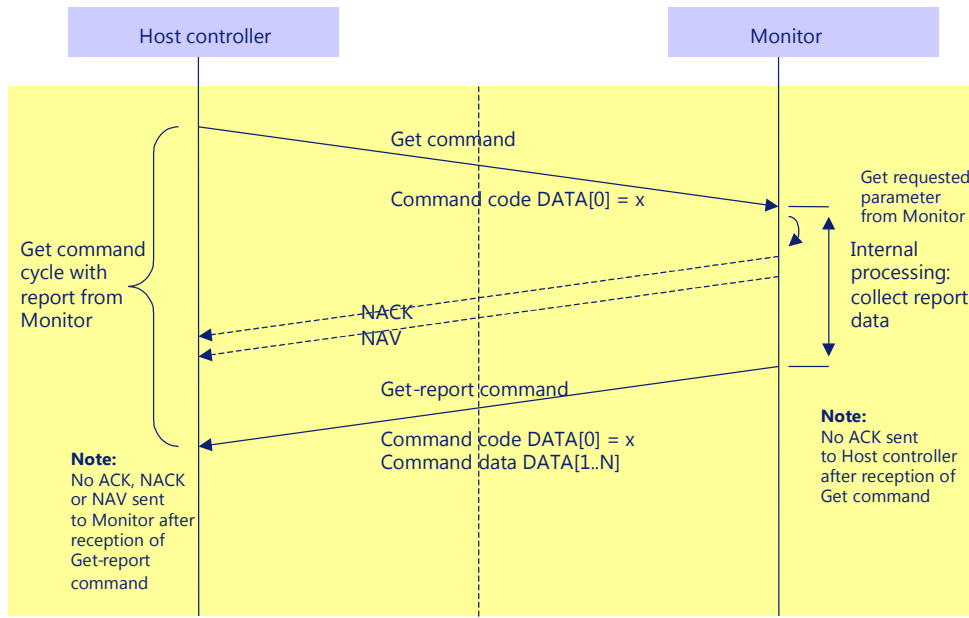 Host controller
Monitor
Get command
Command code DATA[0] = x
Get requested
parameter
from Monitor
Get command
cycle with
report from
Monitor
Internal
processing:
collect report
data
NACK
NAV
Get-report command
Command code DATA[0] = x
Command data DATA[1..N]
Note:
No ACK sent
to Host controller
after reception of
Get command
Note:
No ACK, NACK
or NAV sent
to Monitor after
reception of
Get-report
command